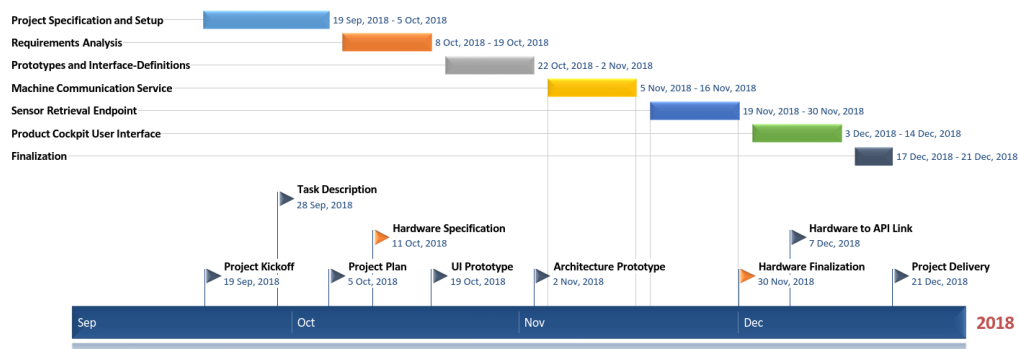 Project Specification and Setup 19 Sep, 2018 - 5 Oct, 2018
Requirements Analysis 8 Oct, 2018 - 19 Oct, 2018
Prototypes and Interface-Definitions 22 Oct, 2018 - 2 Nov, 2018
Machine Communication Service 5 Nov, 2018 - 16 Nov, 2018
Sensor Retrieval Endpoint 19 Nov, 2018 - 30 Nov, 2018
Product Cockpit User Interface 3 Dec, 2018 - 14 Dec, 2018
Finalization 17 Dec, 2018 - 21 Dec, 2018
Task Description
28 Sep, 2018
Hardware Specification Hardware to API Link
11 Oct, 2018 7 Dec, 2018
Project Kickoff Project Plan UI Prototype Architecture Prototype Hardware Finalization Project Delivery
19 Sep, 2018 5 Oct, 2018 19 Oct, 2018 2 Nov, 2018 30 Nov, 2018 21 Dec, 2018
Sep Oct Nov Dec 2018